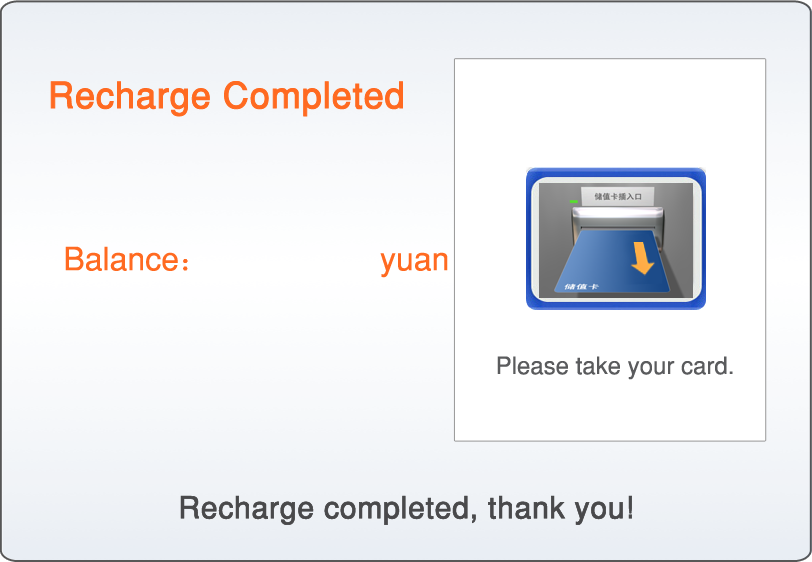 Recharge Completed
Balance： yuan
储值卡插入口
储值卡
Please take your card.
Recharge completed, thank you!